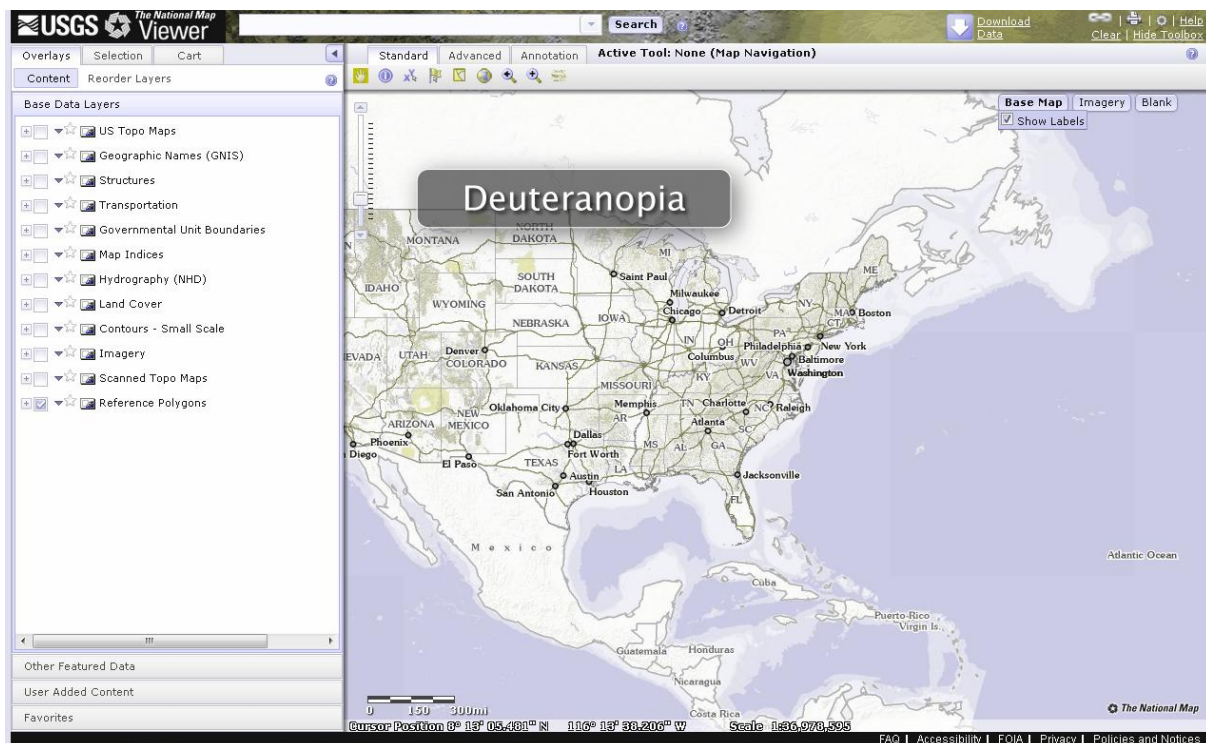 USGS The National Map Viewer
Search
Download Data
Help
Clear | Hide Toolbox
Overlays Selection Cart
Standard Advanced Annotation Active Tool: None (Map Navigation)
Content Reorder Layers
Base Data Layers
US Topo Maps
Geographic Names (GNIS)
Structures
Transportation
Governmental Unit Boundaries
Map Indices
Hydrography (NHD)
Land Cover
Contours - Small Scale
Imagery
Scanned Topo Maps
Reference Polygons
Other Featured Data
User Added Content
Favorites
Base Map Imagery Blank
Show Labels
Deuteranopia
MONTANA
NORTH DAKOTA
MI
ME
IDAHO
SOUTH DAKOTA
Saint Paul
WYOMING
Milwaukee
Chicago
Detroit
NY
MA Boston
CT
NEBRASKA
IOWA
PA
IN
OH
Philadelphia
New York
EVADA
UTAH
Denver
COLORADO
KANSAS
Columbus
WV
Baltimore
VA
Washington
MISSOURI
KY
Oklahoma City
Memphis
TN
Charlotte
NC
Raleigh
ARIZONA
NEW MEXICO
AR
Atlanta
SC
Phoenix
Dallas
MS
AL
GA
Diego
El Paso
TEXAS
Fort Worth
LA
Austin
Jacksonville
San Antonio
Houston
FL
Mexico
Atlantic Ocean
Cuba
Puerto Rico
Virgin Is.
Guatemala
Honduras
Nicaragua
Costa Rica
0 150 300mi
The National Map
Cursor Position 8° 13' 05.481" N 116° 13' 38.206" W Scale 1:36,978,595
FAQ | Accessibility | FOIA | Privacy | Policies and Notices